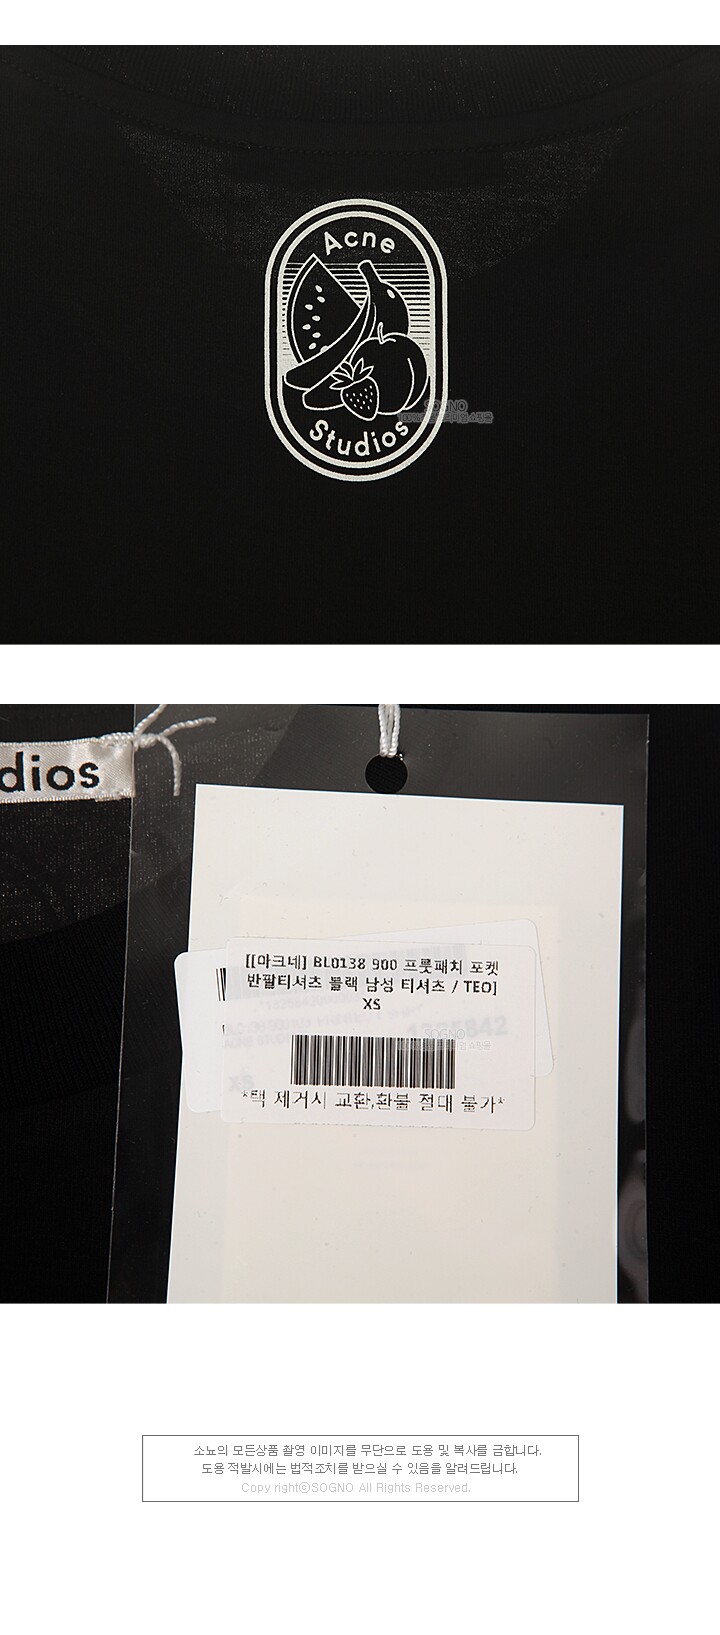 Acne
Studios
SOGNO
dios
[[아크네] BL0138 900 프룻패치 포켓
반팔티셔츠 블랙 남성 티셔츠 / TEO]
XS
SOGNO
XS
*택 제거시 교환,환불 절대 불가*
소뇨의 모든상품 촬영 이미지를 무단으로 도용 및 복사를 금합니다.
도용 적발시에는 법적조치를 받으실 수 있음을 알려드립니다.
Copy rightⓒSOGNO All Rights Reserved.